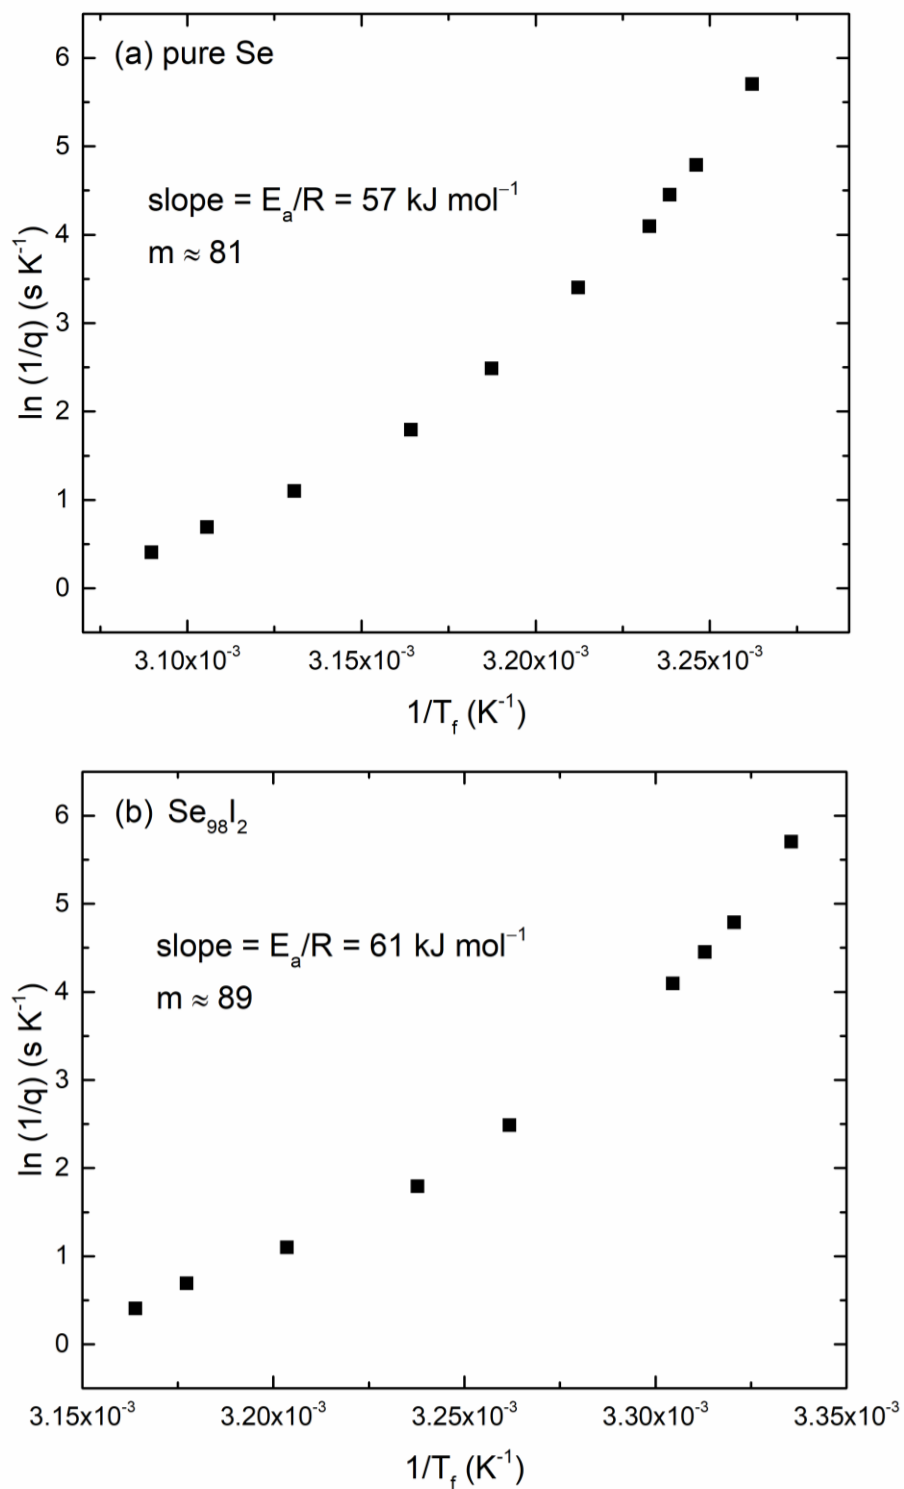 (a) pure Se
slope = Eₐ/R = 57 kJ mol⁻¹
m ≈ 81
ln (1/q) (s K⁻¹)
6
5
4
3
2
1
0
3.10x10⁻³ 3.15x10⁻³ 3.20x10⁻³ 3.25x10⁻³
1/T_f (K⁻¹)
(b) Se₉₈I₂
slope = Eₐ/R = 61 kJ mol⁻¹
m ≈ 89
ln (1/q) (s K⁻¹)
6
5
4
3
2
1
0
3.15x10⁻³ 3.20x10⁻³ 3.25x10⁻³ 3.30x10⁻³ 3.35x10⁻³
1/T_f (K⁻¹)